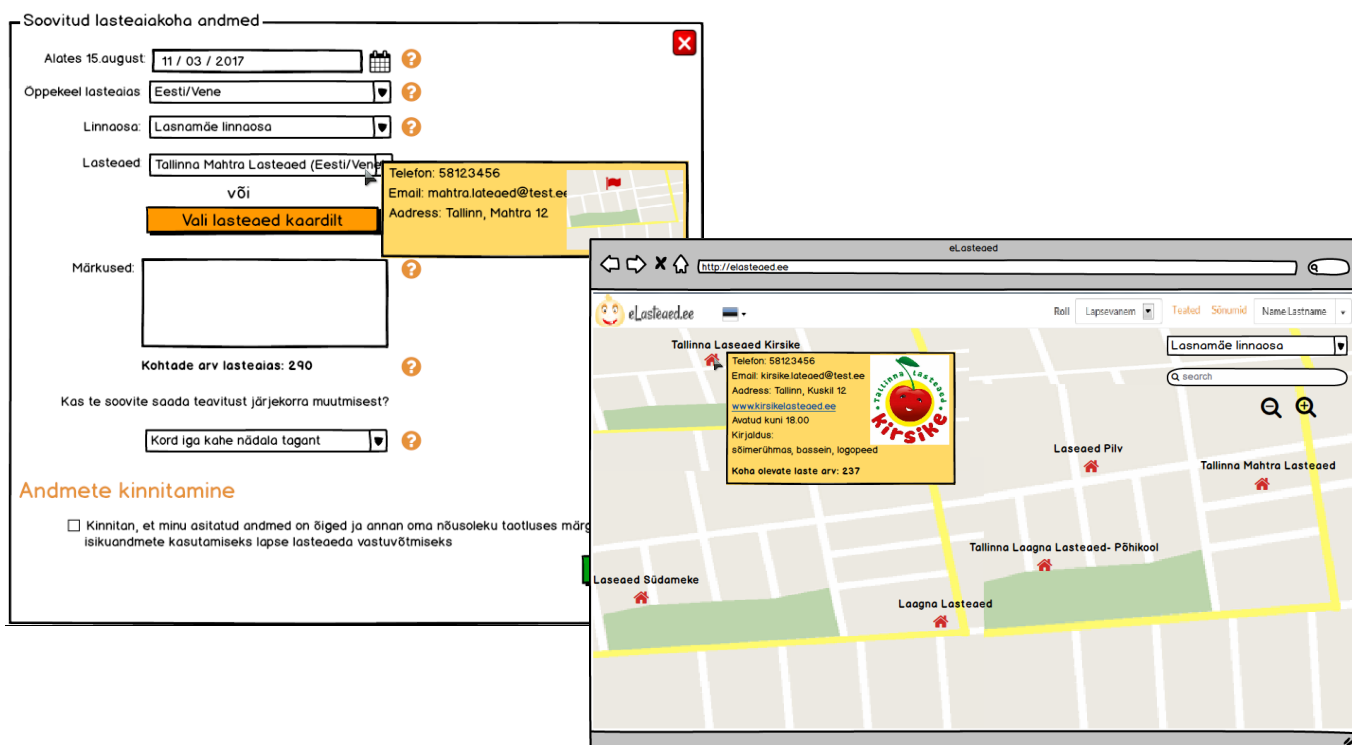 Soovitud lasteaiakoha andmed
Alates 15.august: 11 / 03 / 2017
Õppekeel lasteaias Eesti/Vene
Linnaosa: Lasnamäe linnaosa
Lasteaed Tallinna Mahtra Lasteaed (Eesti/Vene
või
Vali lasteaed kaardilt
Telefon: 58123456
Email: mahtra.lateaed@test.ee
Aadress: Tallinn, Mahtra 12
Märkused:
Kohtade arv lasteaias: 290
Kas te soovite saada teavitust järjekorra muutmisest?
Kord iga kahe nädala tagant
Andmete kinnitamine
Kinnitan, et minu asitatud andmed on õiged ja annan oma nõusoleku taotluses märg
isikuandmete kasutamiseks lapse lasteaeda vastuvõtmiseks
eLasteaed
http://elasteaed.ee
eLasteaed.ee
Roll Lapsevanem Teated Sõnumid Name Lastname
Lasnamäe linnaosa
search
Tallinna Laseaed Kirsike
Telefon: 58123456
Email: kirsike.lateaed@test.ee
Aadress: Tallinn, Kuskil 12
www.kirsikelasteaed.ee
Avatud kuni 18.00
Kirjaldus:
sõimerühmas, bassein, logopeed
Koha olevate laste arv: 237
Tallinna lasteaed
Kirsike
Laseaed Pilv
Tallinna Mahtra Lasteaed
Tallinna Laagna Lasteaed- Põhikool
Laseaed Südameke
Laagna Lasteaed